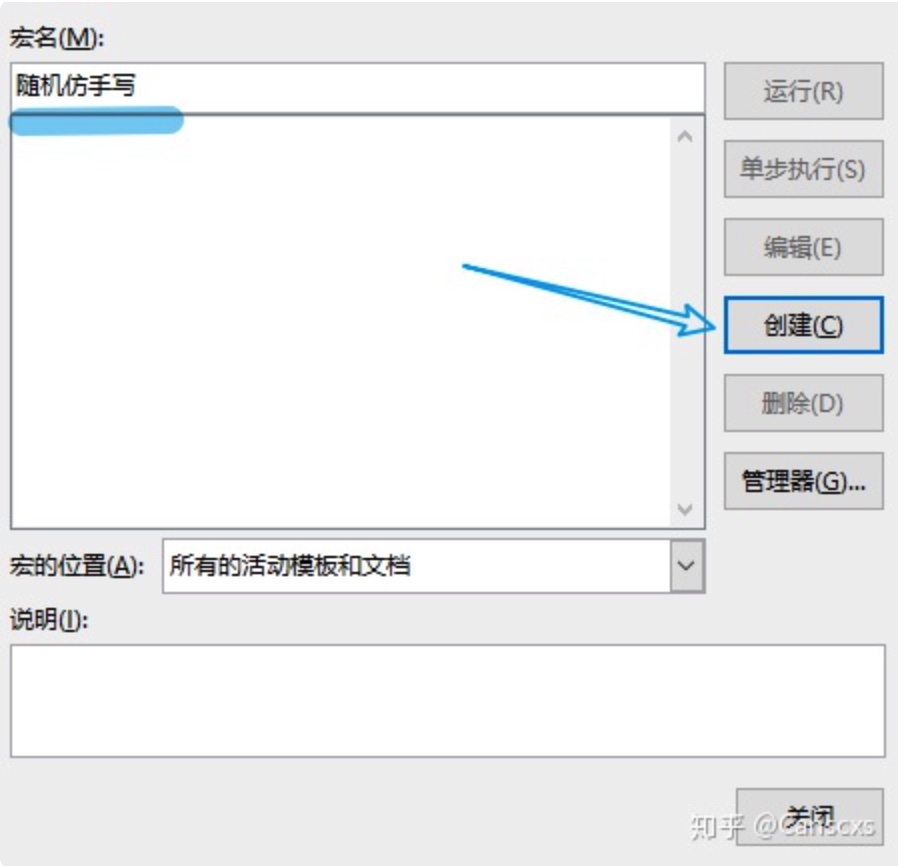 宏名(M):
随机仿手写
运行(R)
单步执行(S)
编辑(E)
创建(C)
删除(D)
管理器(G)...
宏的位置(A):
所有的活动模板和文档
说明(I):
关闭
知乎